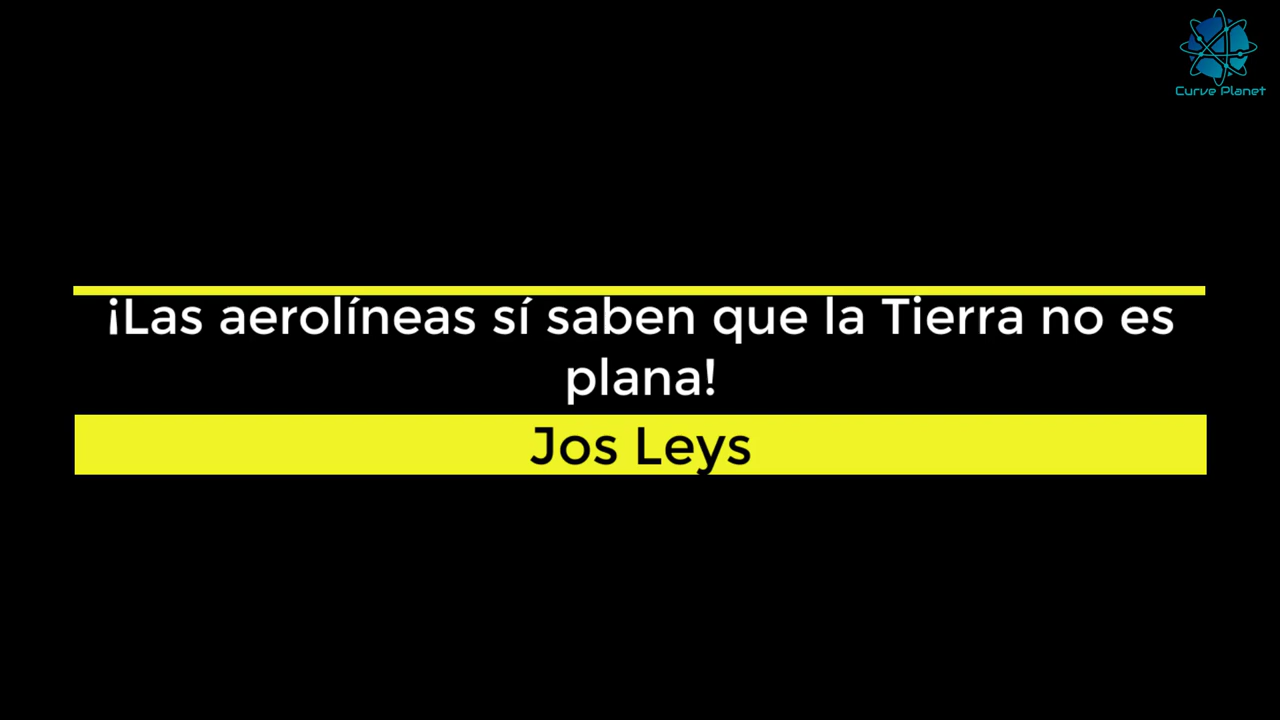 Curve Planet
¡Las aerolíneas sí saben que la Tierra no es
plana!
Jos Leys